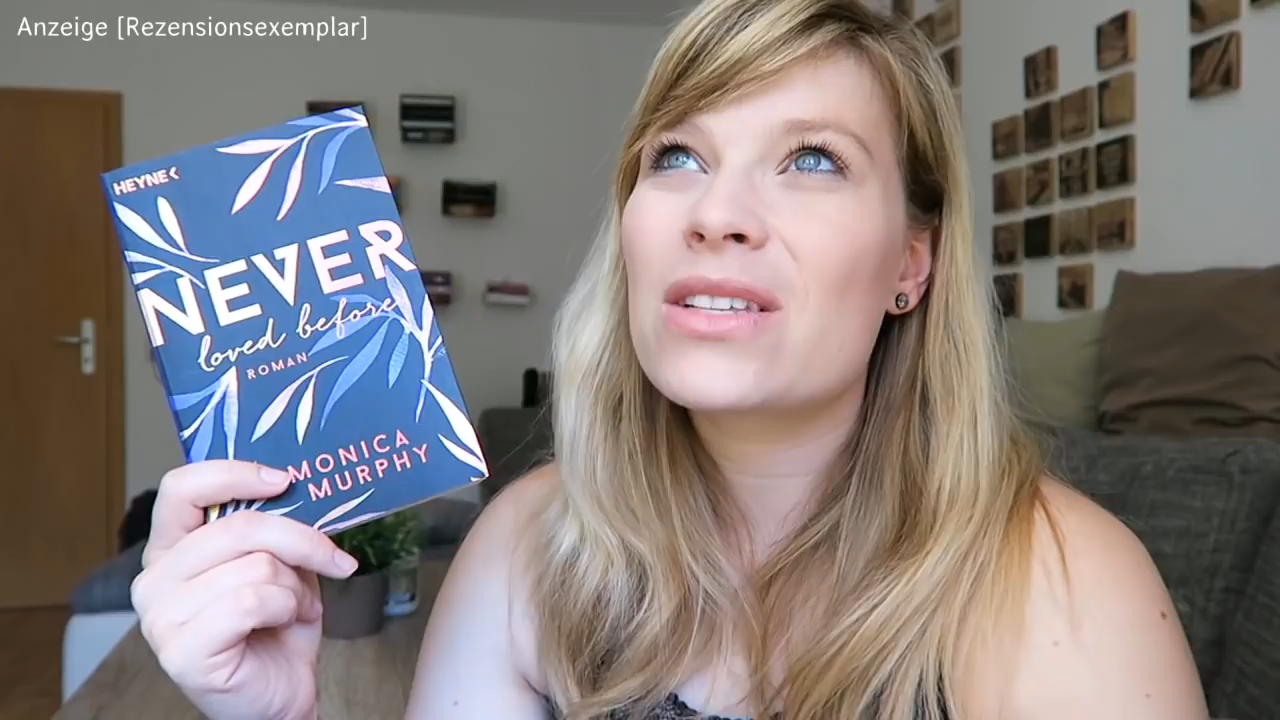 Anzeige [Rezensionsexemplar]
HEYNE<
NEVER
loved before
ROMAN
MONICA
MURPHY